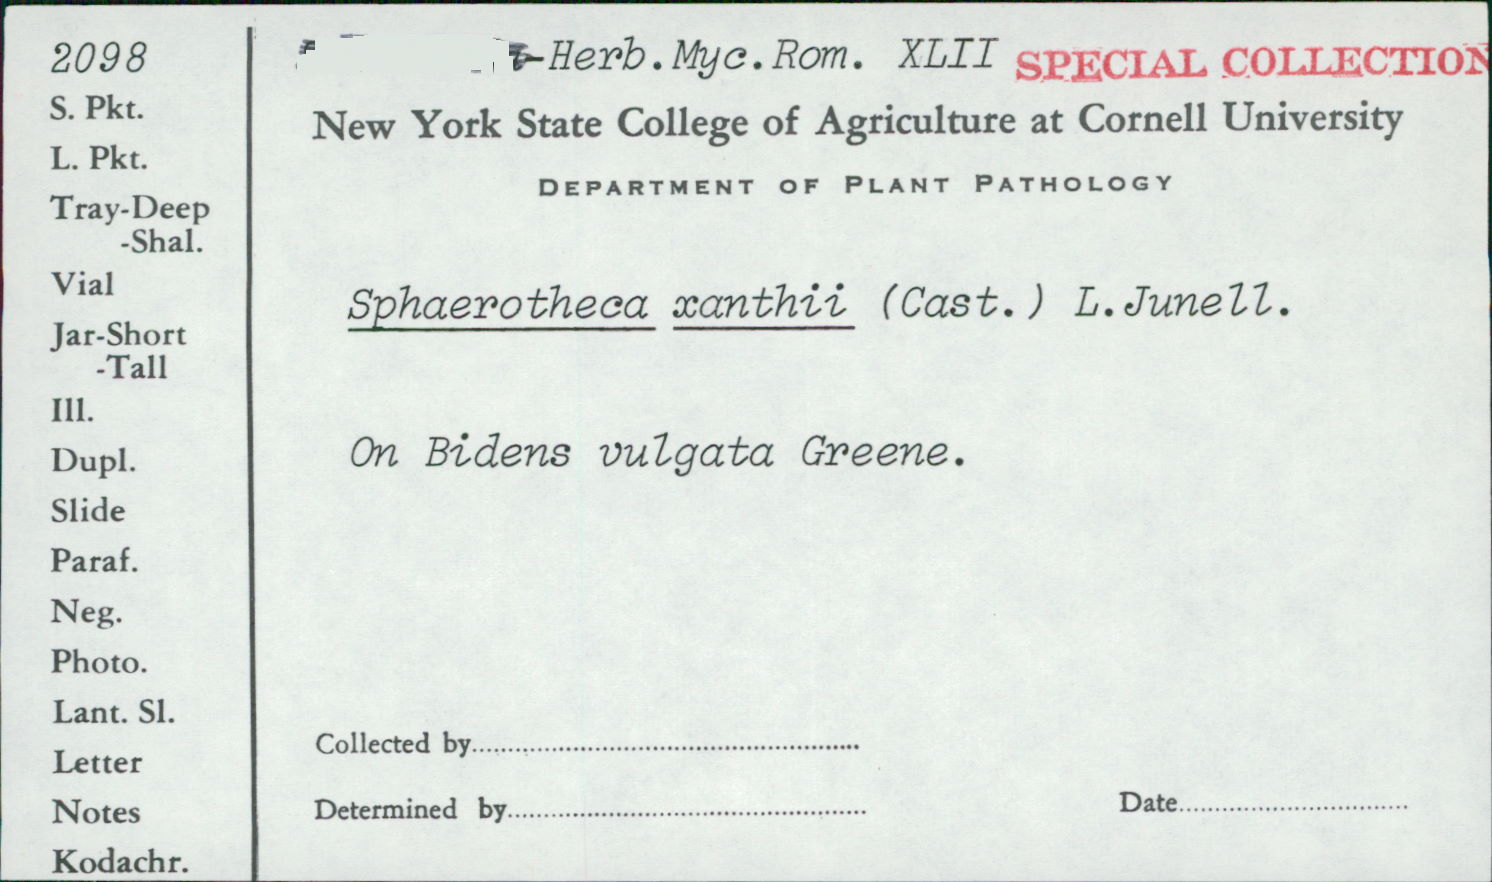 2098
-Herb.Myc.Rom. XLII SPECIAL COLLECTION
S. Pkt.
New York State College of Agriculture at Cornell University
L. Pkt.
DEPARTMENT OF PLANT PATHOLOGY
Tray-Deep
-Shal.
Vial
Sphaerotheca xanthii (Cast.) L.Junell.
Jar-Short
-Tall
Ill.
On Bidens vulgata Greene.
Dupl.
Slide
Paraf.
Neg.
Photo.
Lant. Sl.
Collected by
Letter
Determined by
Date
Notes
Kodachr.